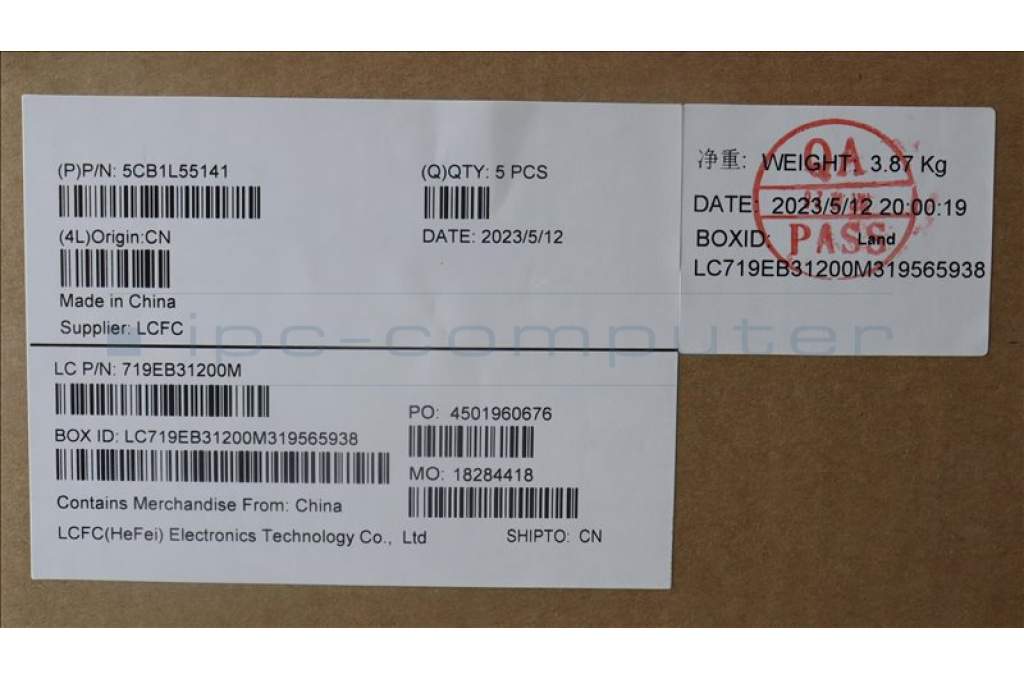 (P)P/N: 5CB1L55141
(Q)QTY: 5 PCS
(4L)Origin:CN
DATE: 2023/5/12
Made in China
Supplier: LCFC
净重: WEIGHT: 3.87 Kg
DATE: 2023/5/12 20:00:19
BOXID: Land
LC719EB31200M319565938
QA
PASS
ipc-computer
LC P/N: 719EB31200M
PO: 4501960676
BOX ID: LC719EB31200M319565938
MO: 18284418
Contains Merchandise From: China
LCFC(HeFei) Electronics Technology Co., Ltd
SHIPTO: CN